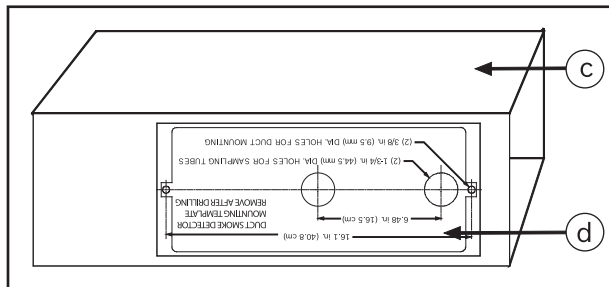 c
(2) 3/8 in. (9.5 mm) DIA. HOLES FOR DUCT MOUNTING
(2) 1-3/4 in. (44.5 mm) DIA. HOLES FOR SAMPLING TUBES
DUCT SMOKE DETECTOR
MOUNTING TEMPLATE
REMOVE AFTER DRILLING
6.48 in. (16.5 cm)
16.1 in. (40.8 cm)
d